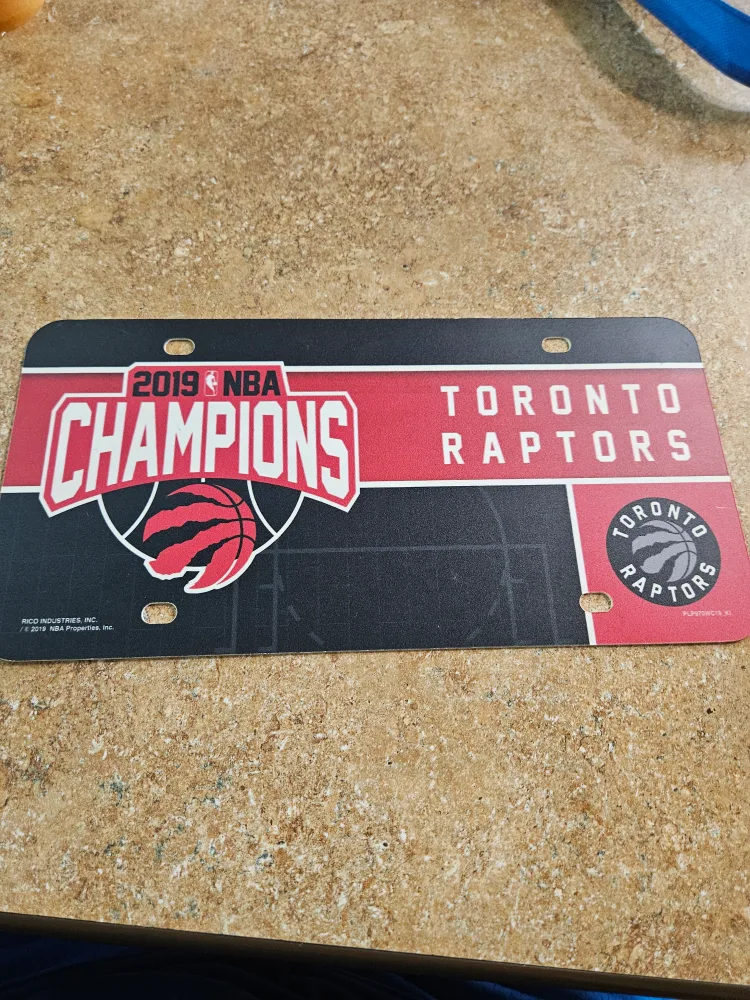 2019 NBA
CHAMPIONS
TORONTO
RAPTORS
TORONTO
RAPTORS
RICO INDUSTRIES, INC.
/ © 2019 NBA Properties, Inc.